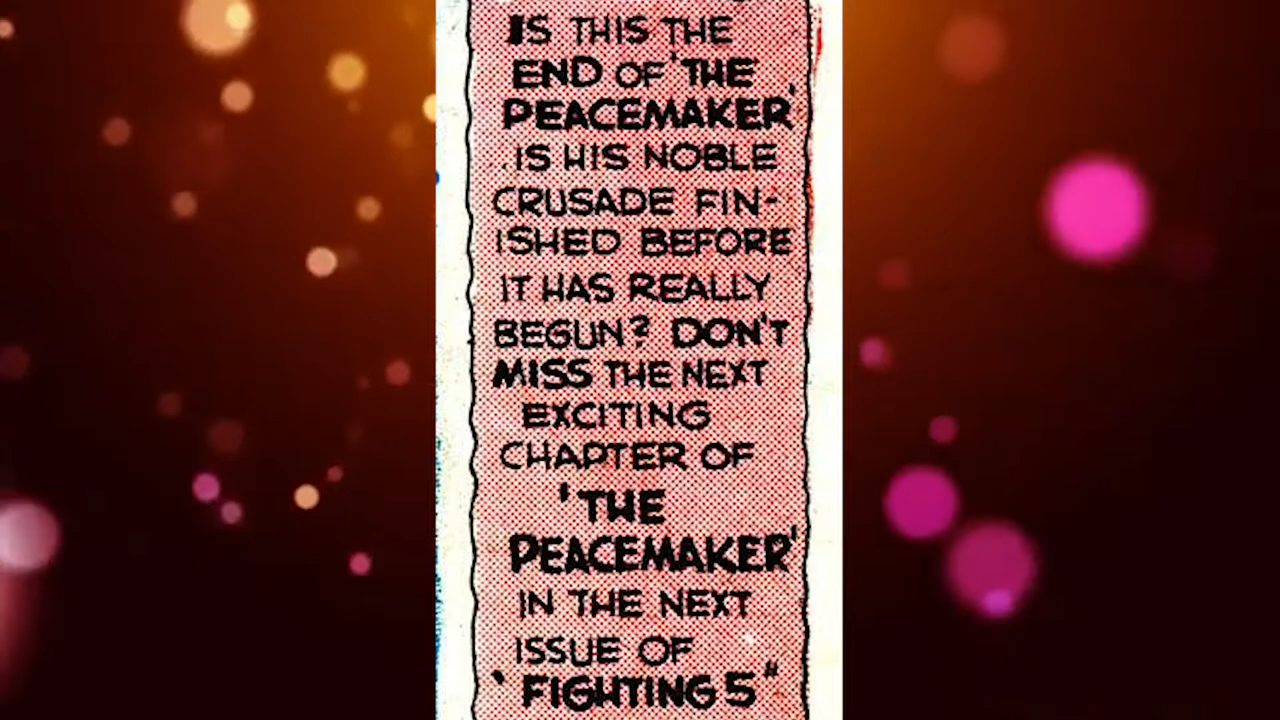 IS THIS THE
END OF 'THE
PEACEMAKER'
..IS HIS NOBLE
CRUSADE FIN-
ISHED BEFORE
IT HAS REALLY
BEGUN? DON'T
MISS THE NEXT
EXCITING
CHAPTER OF
'THE
PEACEMAKER'
IN THE NEXT
ISSUE OF
"FIGHTING 5"